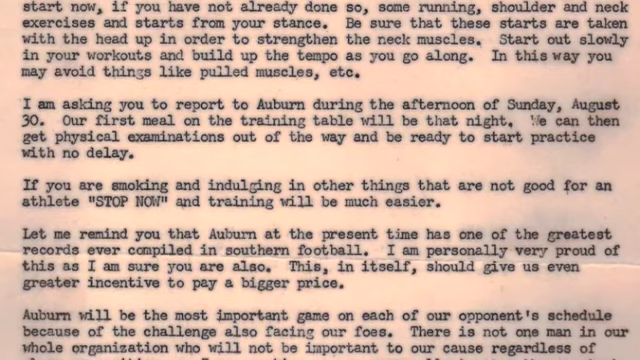 start now, if you have not already done so, some running, shoulder and neck
exercises and starts from your stance. Be sure that these starts are taken
with the head up in order to strengthen the neck muscles. Start out slowly
in your workouts and build up the tempo as you go along. In this way you
may avoid things like pulled muscles, etc.
I am asking you to report to Auburn during the afternoon of Sunday, August
30. Our first meal on the training table will be that night. We can then
get physical examinations out of the way and be ready to start practice
with no delay.
If you are smoking and indulging in other things that are not good for an
athlete "STOP NOW" and training will be much easier.
Let me remind you that Auburn at the present time has one of the greatest
records ever compiled in southern football. I am personally very proud of
this as I am sure you are also. This, in itself, should give us even
greater incentive to pay a bigger price.
Auburn will be the most important game on each of our opponent's schedule
because of the challenge also facing our foes. There is not one man in our
whole organization who will not be important to our cause regardless of